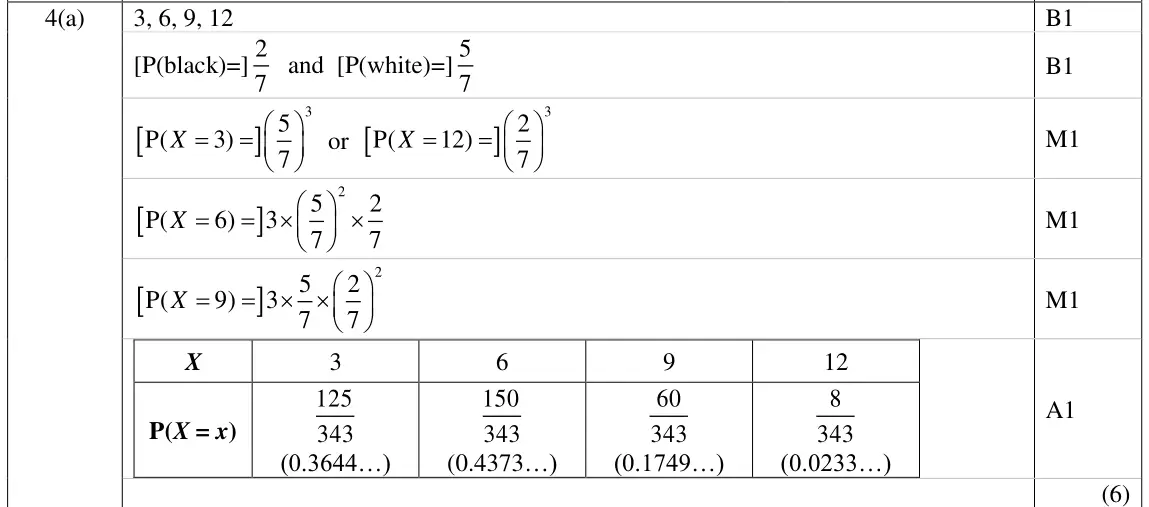 4(a) 3, 6, 9, 12 B1
[P(black)=] 2/7 and [P(white)=] 5/7 B1
[P(X = 3) =] (5/7)³ or [P(X = 12) =] (2/7)³ M1
[P(X = 6) =] 3 × (5/7)² × 2/7 M1
[P(X = 9) =] 3 × 5/7 × (2/7)² M1
X 3 6 9 12
P(X = x) 125/343 150/343 60/343 8/343 A1
(0.3644…) (0.4373…) (0.1749…) (0.0233…)
(6)